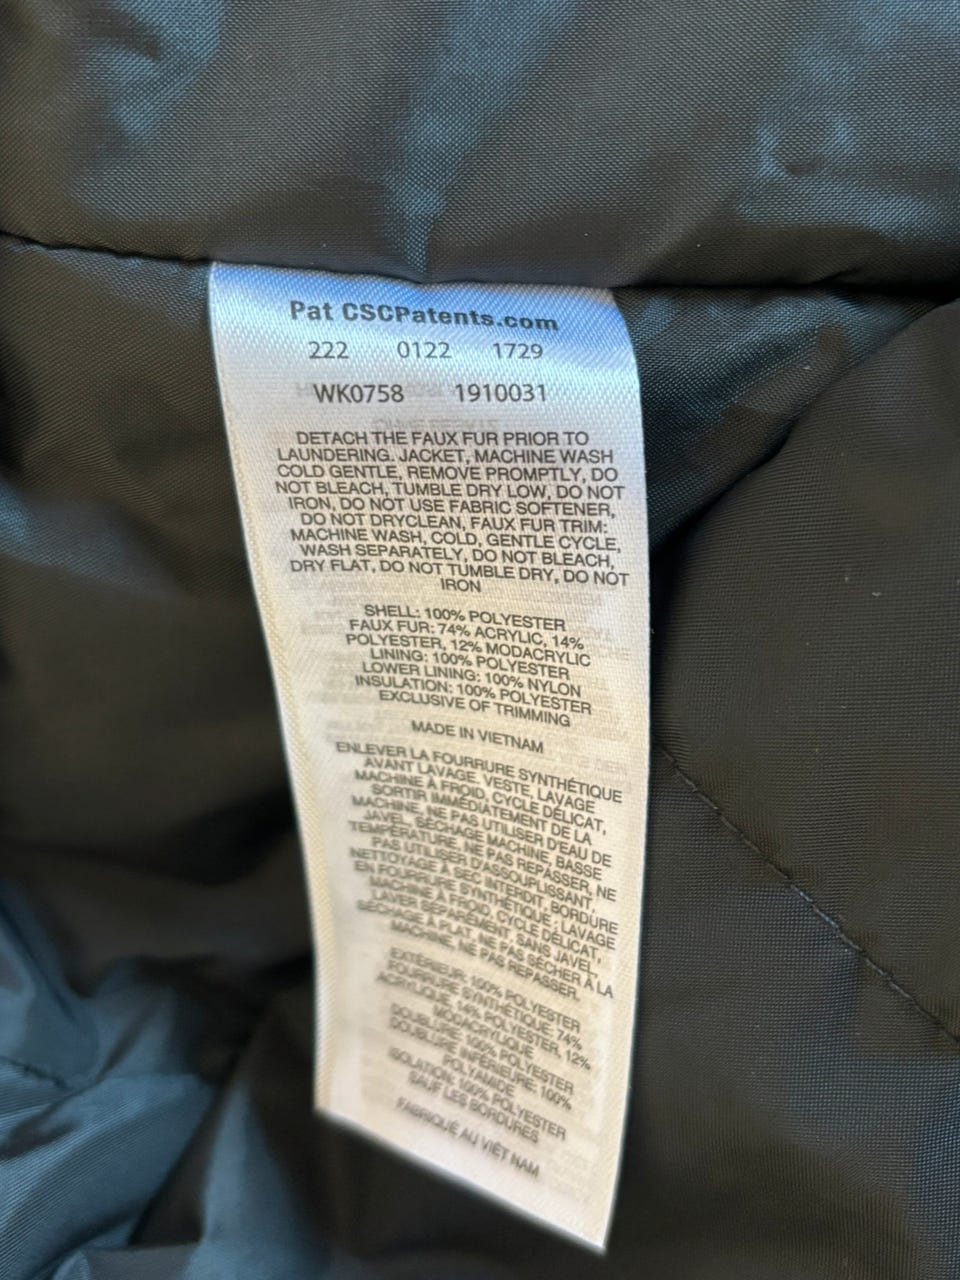 Pat CSCPatents.com
222 0122 1729
WK0758 1910031
DETACH THE FAUX FUR PRIOR TO
LAUNDERING. JACKET, MACHINE WASH
COLD GENTLE, REMOVE PROMPTLY, DO
NOT BLEACH, TUMBLE DRY LOW, DO NOT
IRON, DO NOT USE FABRIC SOFTENER,
DO NOT DRYCLEAN, FAUX FUR TRIM:
MACHINE WASH, COLD, GENTLE CYCLE,
WASH SEPARATELY, DO NOT BLEACH,
DRY FLAT, DO NOT TUMBLE DRY, DO NOT
IRON
SHELL: 100% POLYESTER
FAUX FUR: 74% ACRYLIC, 14%
POLYESTER, 12% MODACRYLIC
LINING: 100% POLYESTER
LOWER LINING: 100% NYLON
INSULATION: 100% POLYESTER
EXCLUSIVE OF TRIMMING
MADE IN VIETNAM
ENLEVER LA FOURRURE SYNTHÉTIQUE
AVANT LAVAGE. VESTE, LAVAGE
MACHINE À FROID, CYCLE DÉLICAT,
SORTIR IMMÉDIATEMENT DE LA
MACHINE, NE PAS UTILISER D'EAU DE
JAVEL, SÉCHAGE MACHINE, BASSE
TEMPÉRATURE, NE PAS REPASSER, NE
PAS UTILISER D'ASSOUPLISSANT,
NETTOYAGE À SEC INTERDIT, BORDURE
EN FOURRURE SYNTHÉTIQUE : LAVAGE
MACHINE À FROID, CYCLE DÉLICAT,
LAVER SÉPARÉMENT, SANS JAVEL,
SÉCHAGE À PLAT, NE PAS SÉCHER À LA
MACHINE, NE PAS REPASSER.
EXTÉRIEUR: 100% POLYESTER
FOURRURE SYNTHÉTIQUE: 74%
ACRYLIQUE, 14% POLYESTER, 12%
MODACRYLIQUE
DOUBLURE: 100% POLYESTER
DOUBLURE INFÉRIEURE: 100%
POLYAMIDE
ISOLATION: 100% POLYESTER
SAUF LES BORDURES
FABRIQUÉ AU VIÊT NAM